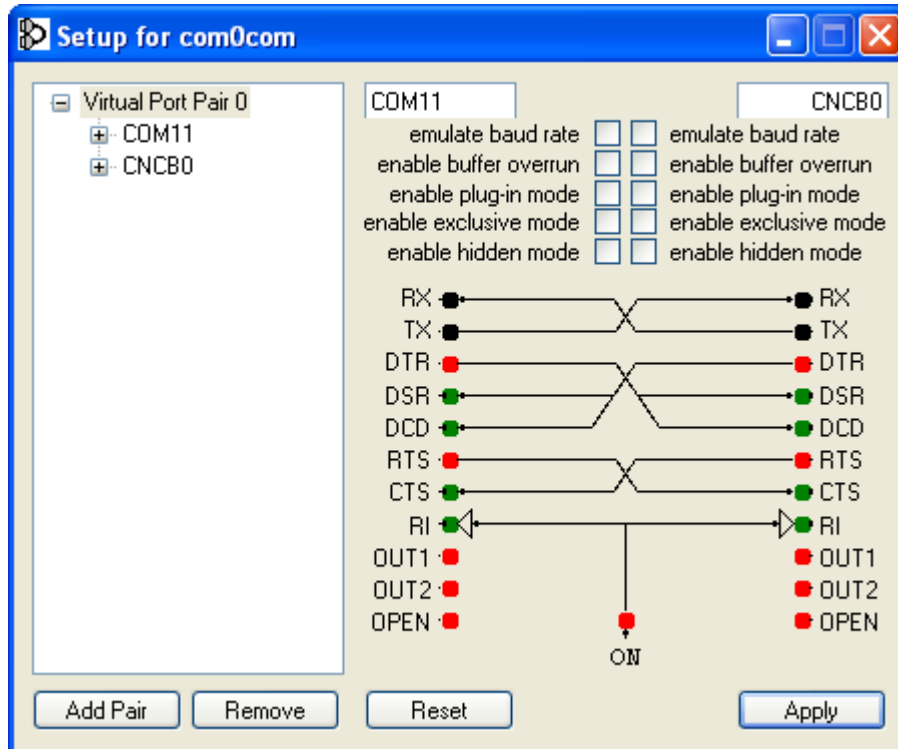 Setup for com0com
Virtual Port Pair 0
COM11
CNCB0
COM11 CNCB0
emulate baud rate emulate baud rate
enable buffer overrun enable buffer overrun
enable plug-in mode enable plug-in mode
enable exclusive mode enable exclusive mode
enable hidden mode enable hidden mode
RX RX
TX TX
DTR DTR
DSR DSR
DCD DCD
RTS RTS
CTS CTS
RI RI
OUT1 OUT1
OUT2 OUT2
OPEN OPEN
ON
Add Pair Remove Reset Apply